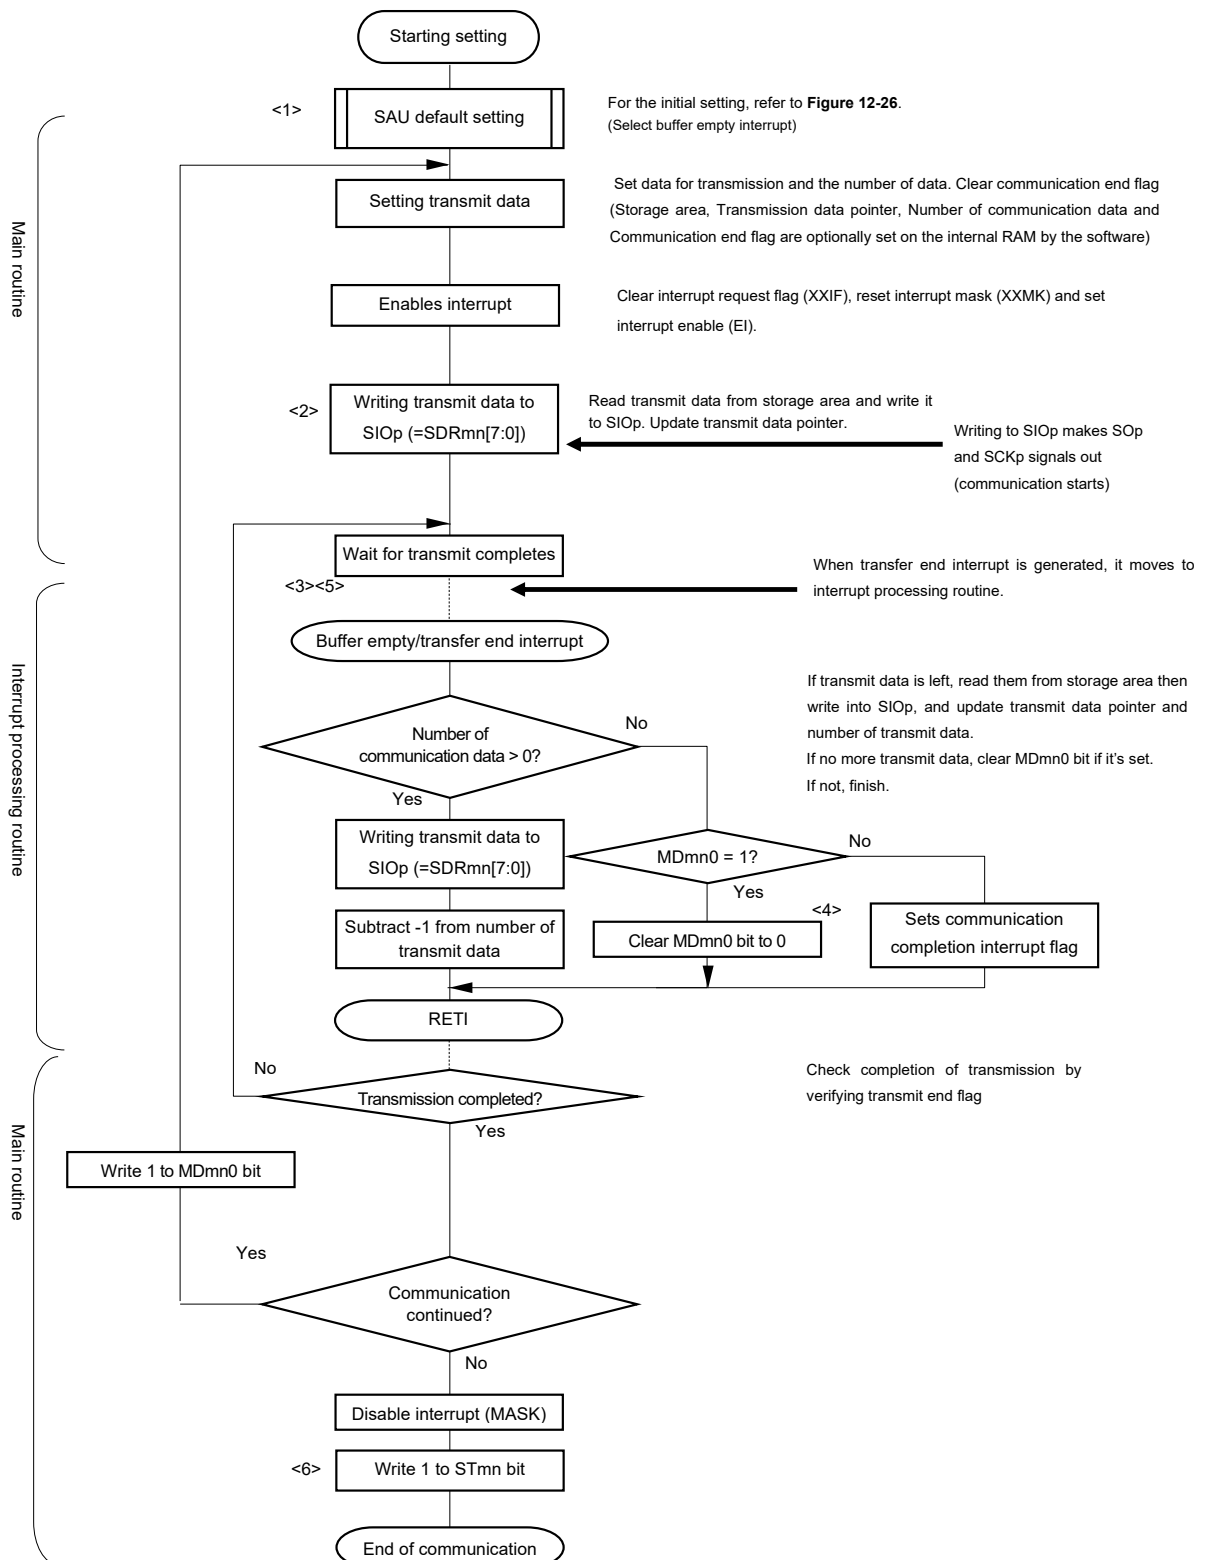 Starting setting
<1>
SAU default setting
For the initial setting, refer to Figure 12-26.
(Select buffer empty interrupt)
Main routine
Setting transmit data
Set data for transmission and the number of data. Clear communication end flag
(Storage area, Transmission data pointer, Number of communication data and
Communication end flag are optionally set on the internal RAM by the software)
Enables interrupt
Clear interrupt request flag (XXIF), reset interrupt mask (XXMK) and set
interrupt enable (EI).
<2>
Writing transmit data to
SIOp (=SDRmn[7:0])
Read transmit data from storage area and write it
to SIOp. Update transmit data pointer.
Writing to SIOp makes SOp
and SCKp signals out
(communication starts)
Wait for transmit completes
<3><5>
When transfer end interrupt is generated, it moves to
interrupt processing routine.
Interrupt processing routine
Buffer empty/transfer end interrupt
Number of
communication data > 0?
No
Yes
If transmit data is left, read them from storage area then
write into SIOp, and update transmit data pointer and
number of transmit data.
If no more transmit data, clear MDmn0 bit if it's set.
If not, finish.
Writing transmit data to
SIOp (=SDRmn[7:0])
MDmn0 = 1?
No
Yes
<4>
Subtract -1 from number of
transmit data
Clear MDmn0 bit to 0
Sets communication
completion interrupt flag
RETI
Main routine
No
Transmission completed?
Yes
Check completion of transmission by
verifying transmit end flag
Write 1 to MDmn0 bit
Yes
Communication
continued?
No
Disable interrupt (MASK)
<6>
Write 1 to STmn bit
End of communication